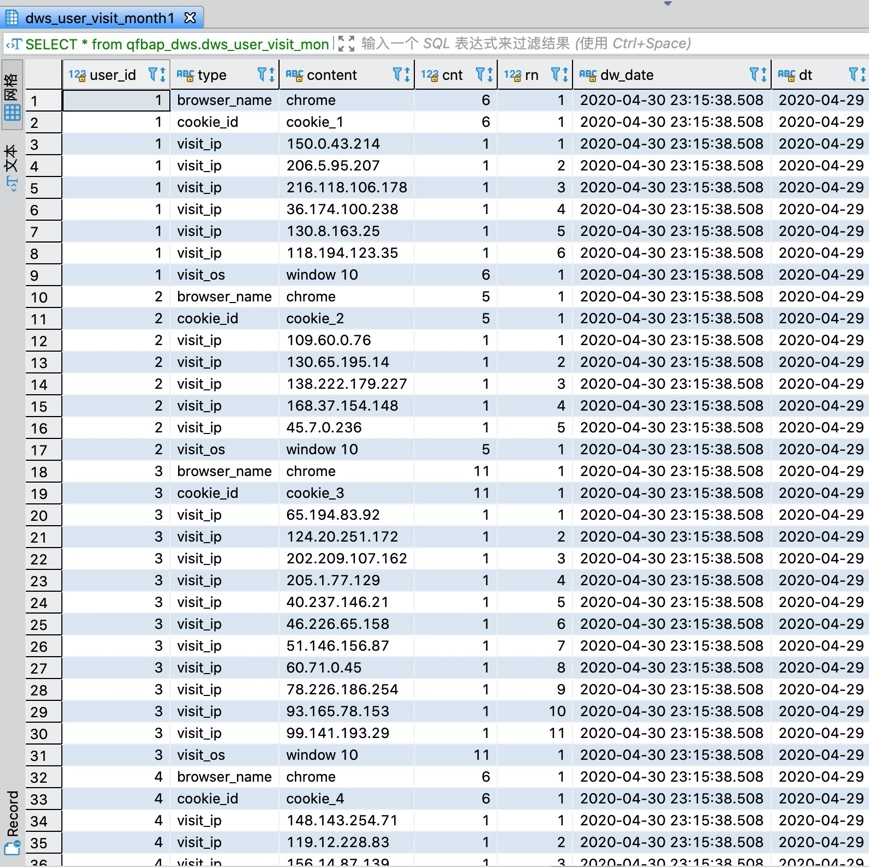 dws_user_visit_month1
SELECT * from qfbap_dws.dws_user_visit_mon 输入一个 SQL 表达式来过滤结果 (使用 Ctrl+Space)
网格
文本
Record
123 user_id ABC type ABC content 123 cnt 123 rn ABC dw_date ABC dt
1 1 browser_name chrome 6 1 2020-04-30 23:15:38.508 2020-04-29
2 1 cookie_id cookie_1 6 1 2020-04-30 23:15:38.508 2020-04-29
3 1 visit_ip 150.0.43.214 1 1 2020-04-30 23:15:38.508 2020-04-29
4 1 visit_ip 206.5.95.207 1 2 2020-04-30 23:15:38.508 2020-04-29
5 1 visit_ip 216.118.106.178 1 3 2020-04-30 23:15:38.508 2020-04-29
6 1 visit_ip 36.174.100.238 1 4 2020-04-30 23:15:38.508 2020-04-29
7 1 visit_ip 130.8.163.25 1 5 2020-04-30 23:15:38.508 2020-04-29
8 1 visit_ip 118.194.123.35 1 6 2020-04-30 23:15:38.508 2020-04-29
9 1 visit_os window 10 6 1 2020-04-30 23:15:38.508 2020-04-29
10 2 browser_name chrome 5 1 2020-04-30 23:15:38.508 2020-04-29
11 2 cookie_id cookie_2 5 1 2020-04-30 23:15:38.508 2020-04-29
12 2 visit_ip 109.60.0.76 1 1 2020-04-30 23:15:38.508 2020-04-29
13 2 visit_ip 130.65.195.14 1 2 2020-04-30 23:15:38.508 2020-04-29
14 2 visit_ip 138.222.179.227 1 3 2020-04-30 23:15:38.508 2020-04-29
15 2 visit_ip 168.37.154.148 1 4 2020-04-30 23:15:38.508 2020-04-29
16 2 visit_ip 45.7.0.236 1 5 2020-04-30 23:15:38.508 2020-04-29
17 2 visit_os window 10 5 1 2020-04-30 23:15:38.508 2020-04-29
18 3 browser_name chrome 11 1 2020-04-30 23:15:38.508 2020-04-29
19 3 cookie_id cookie_3 11 1 2020-04-30 23:15:38.508 2020-04-29
20 3 visit_ip 65.194.83.92 1 1 2020-04-30 23:15:38.508 2020-04-29
21 3 visit_ip 124.20.251.172 1 2 2020-04-30 23:15:38.508 2020-04-29
22 3 visit_ip 202.209.107.162 1 3 2020-04-30 23:15:38.508 2020-04-29
23 3 visit_ip 205.1.77.129 1 4 2020-04-30 23:15:38.508 2020-04-29
24 3 visit_ip 40.237.146.21 1 5 2020-04-30 23:15:38.508 2020-04-29
25 3 visit_ip 46.226.65.158 1 6 2020-04-30 23:15:38.508 2020-04-29
26 3 visit_ip 51.146.156.87 1 7 2020-04-30 23:15:38.508 2020-04-29
27 3 visit_ip 60.71.0.45 1 8 2020-04-30 23:15:38.508 2020-04-29
28 3 visit_ip 78.226.186.254 1 9 2020-04-30 23:15:38.508 2020-04-29
29 3 visit_ip 93.165.78.153 1 10 2020-04-30 23:15:38.508 2020-04-29
30 3 visit_ip 99.141.193.29 1 11 2020-04-30 23:15:38.508 2020-04-29
31 3 visit_os window 10 11 1 2020-04-30 23:15:38.508 2020-04-29
32 4 browser_name chrome 6 1 2020-04-30 23:15:38.508 2020-04-29
33 4 cookie_id cookie_4 6 1 2020-04-30 23:15:38.508 2020-04-29
34 4 visit_ip 148.143.254.71 1 1 2020-04-30 23:15:38.508 2020-04-29
35 4 visit_ip 119.12.228.83 1 2 2020-04-30 23:15:38.508 2020-04-29
36 4 visit_ip 156.14.87.139 1 3 2020-04-30 23:15:38.508 2020-04-29